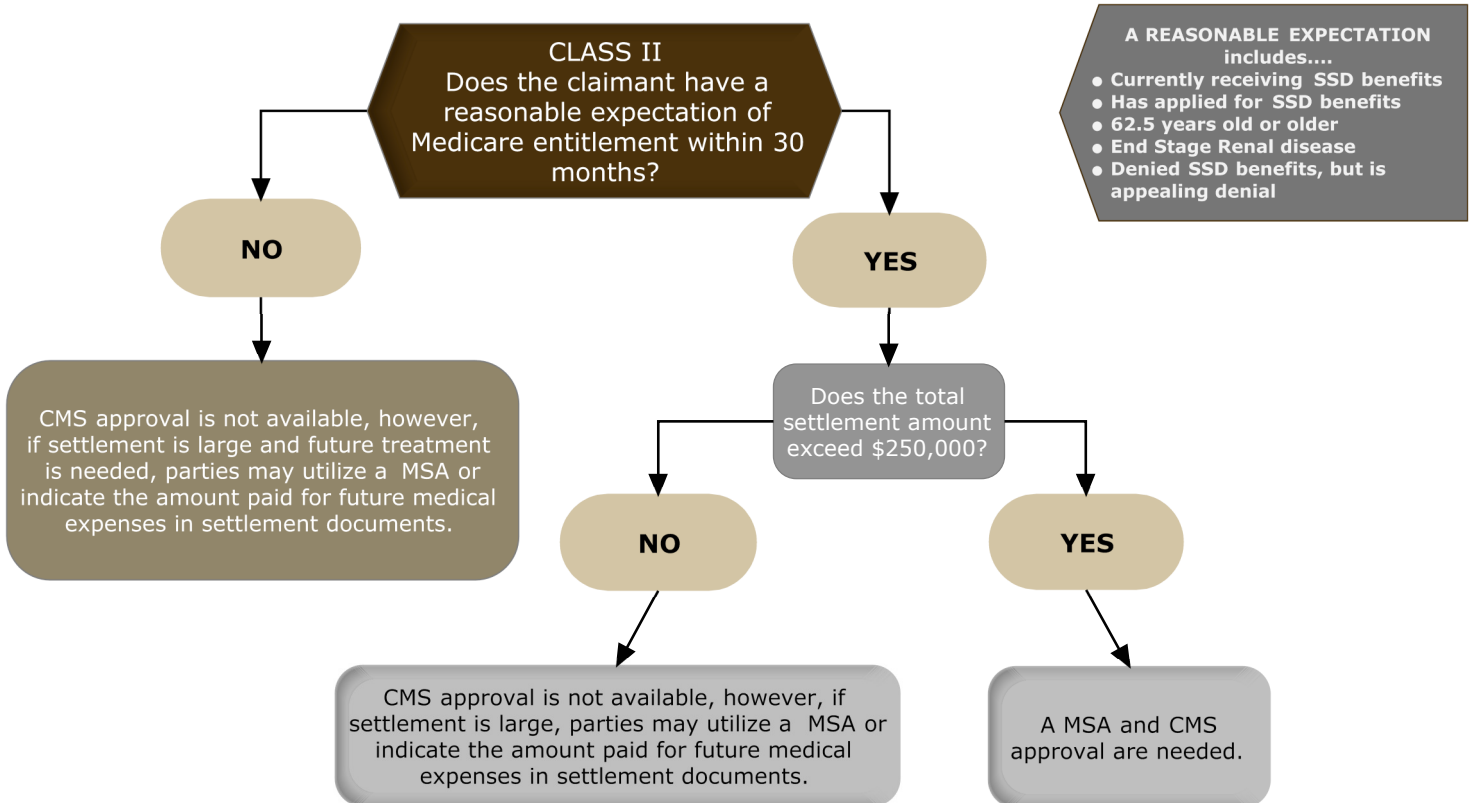 CLASS II
Does the claimant have a
reasonable expectation of
Medicare entitlement within 30
months?
A REASONABLE EXPECTATION
includes....
● Currently receiving SSD benefits
● Has applied for SSD benefits
● 62.5 years old or older
● End Stage Renal disease
● Denied SSD benefits, but is
appealing denial
NO
YES
CMS approval is not available, however,
if settlement is large and future treatment
is needed, parties may utilize a MSA or
indicate the amount paid for future medical
expenses in settlement documents.
Does the total
settlement amount
exceed $250,000?
NO
YES
CMS approval is not available, however, if
settlement is large, parties may utilize a MSA or
indicate the amount paid for future medical
expenses in settlement documents.
A MSA and CMS
approval are needed.